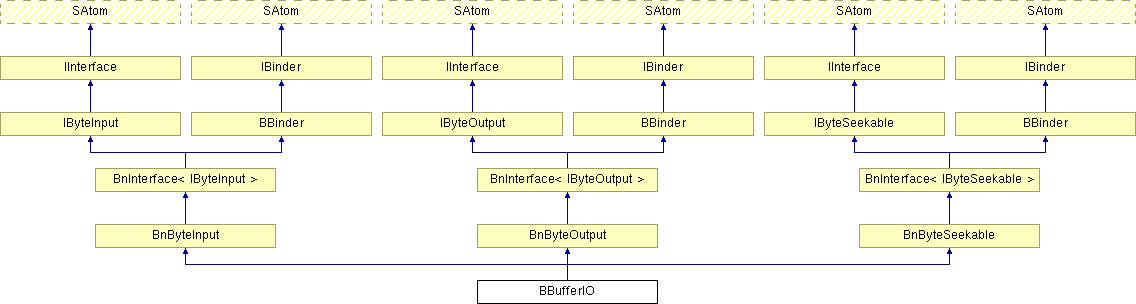 SAtom SAtom SAtom SAtom SAtom SAtom
IInterface IBinder IInterface IBinder IInterface IBinder
IByteInput BBinder IByteOutput BBinder IByteSeekable BBinder
BnInterface< IByteInput > BnInterface< IByteOutput > BnInterface< IByteSeekable >
BnByteInput BnByteOutput BnByteSeekable
BBufferIO